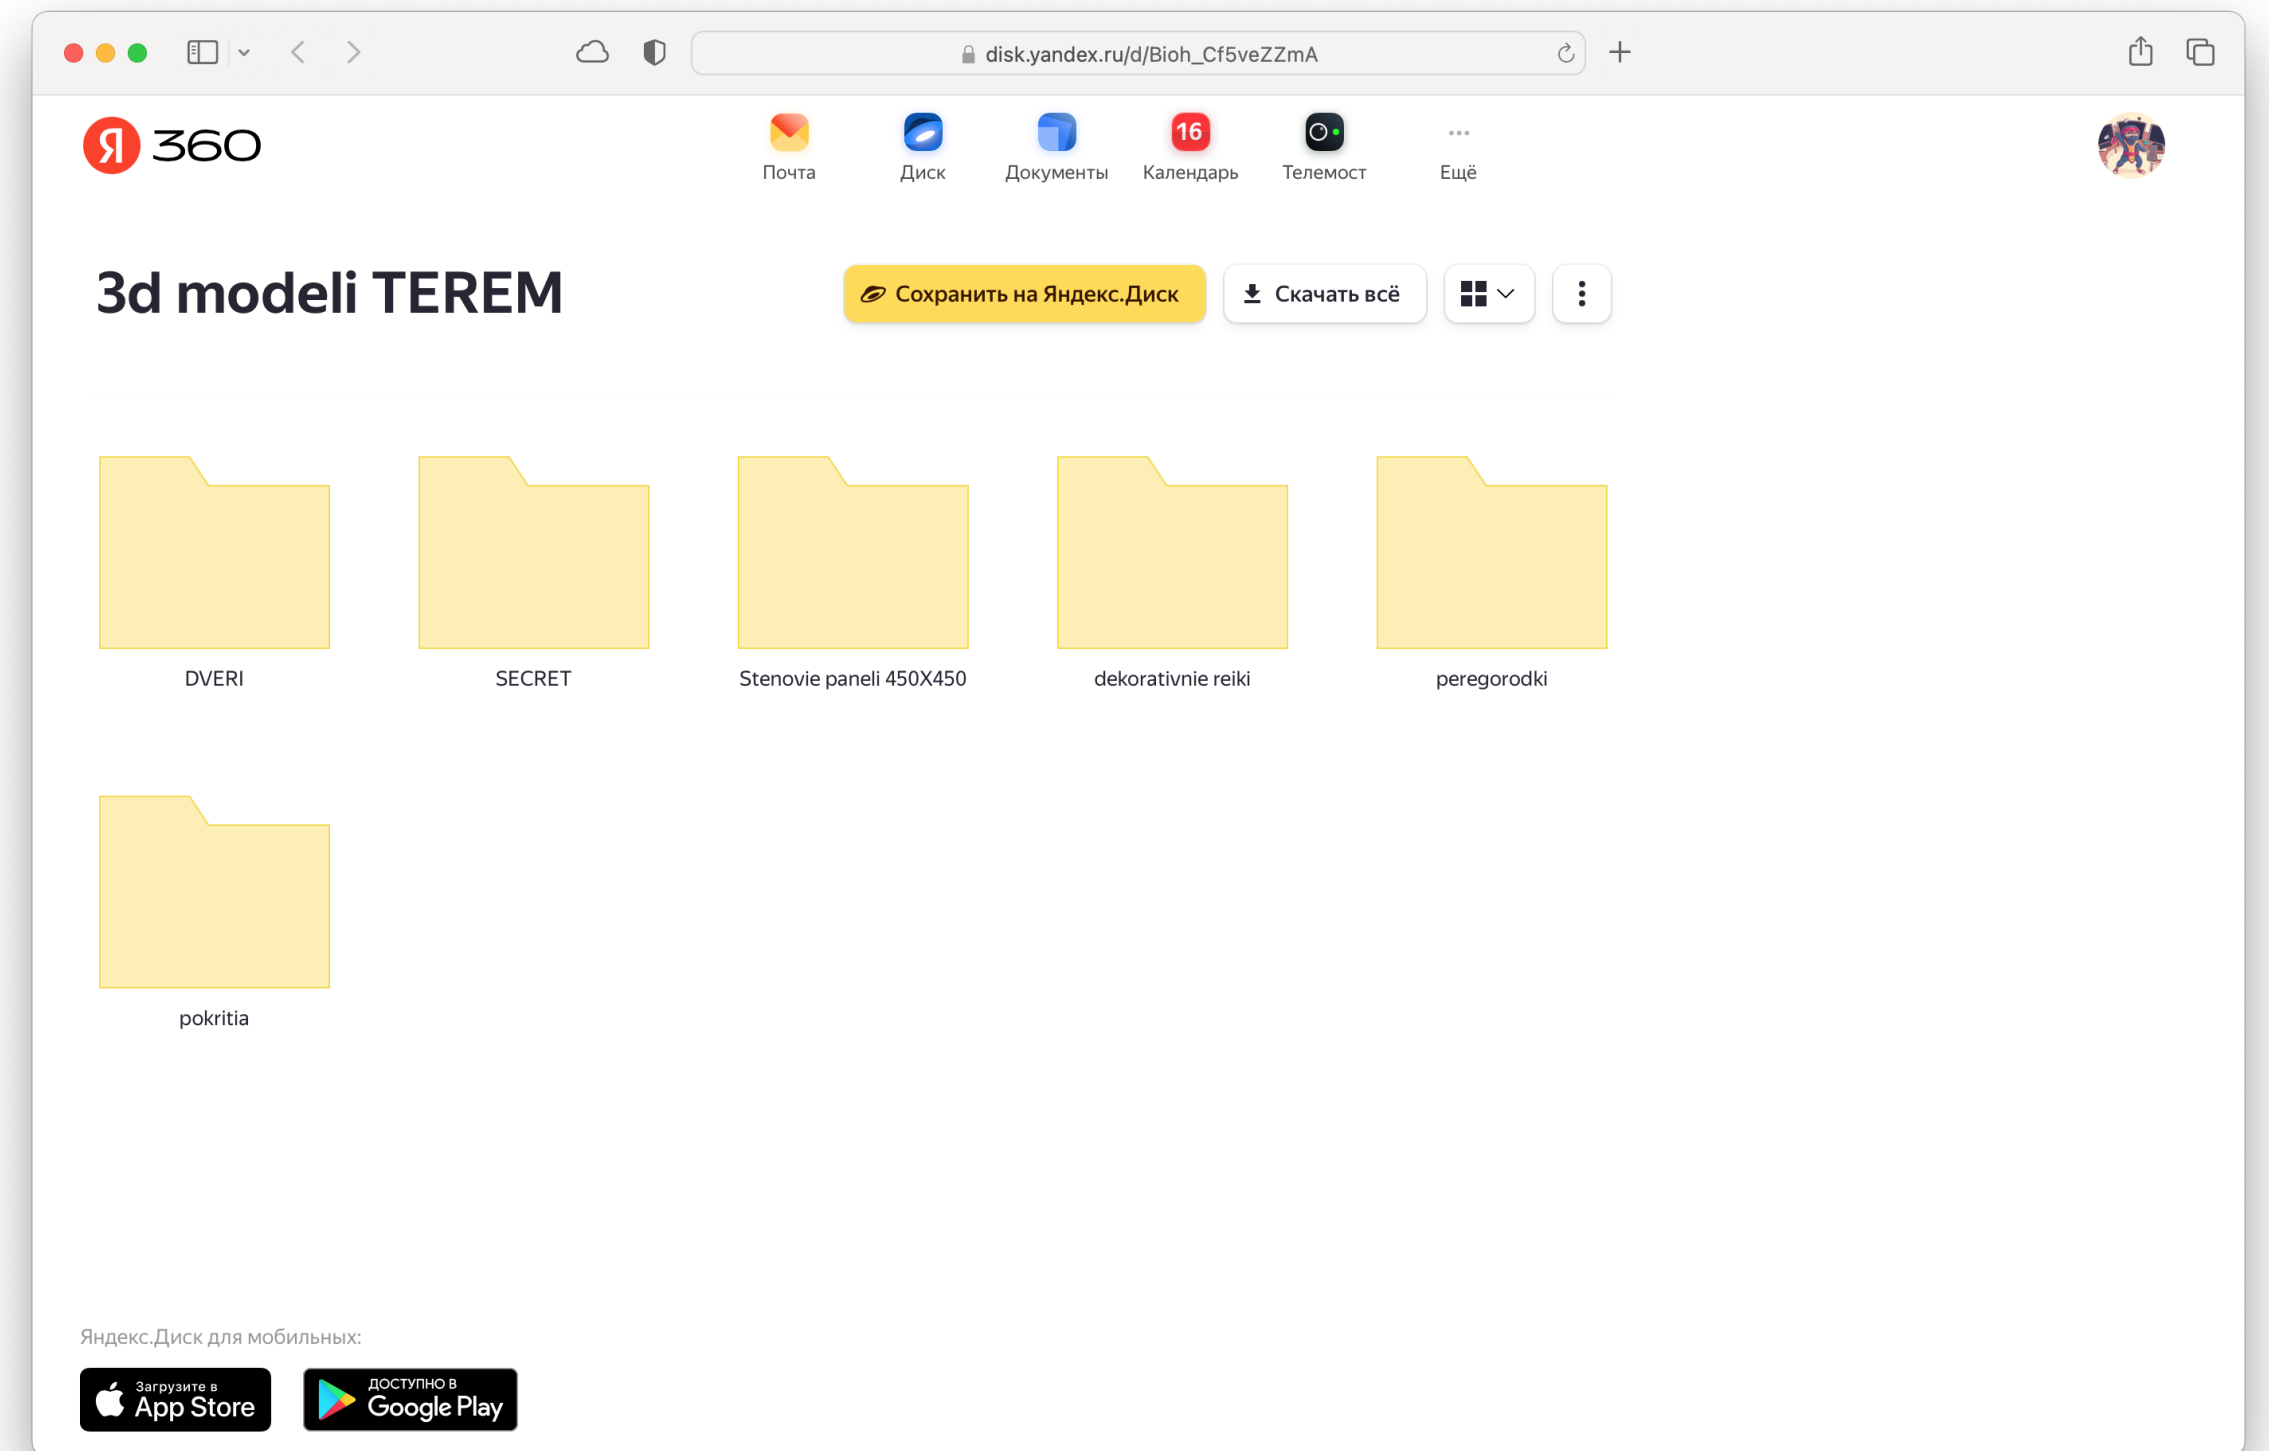 disk.yandex.ru/d/Bioh_Cf5veZZmA
Я 360
Почта
Диск
Документы
16
Календарь
Телемост
Ещё
3d modeli TEREM
Сохранить на Яндекс.Диск
Скачать всё
DVERI
SECRET
Stenovie paneli 450X450
dekorativnie reiki
peregorodki
pokritia
Яндекс.Диск для мобильных:
Загрузите в
App Store
ДОСТУПНО В
Google Play